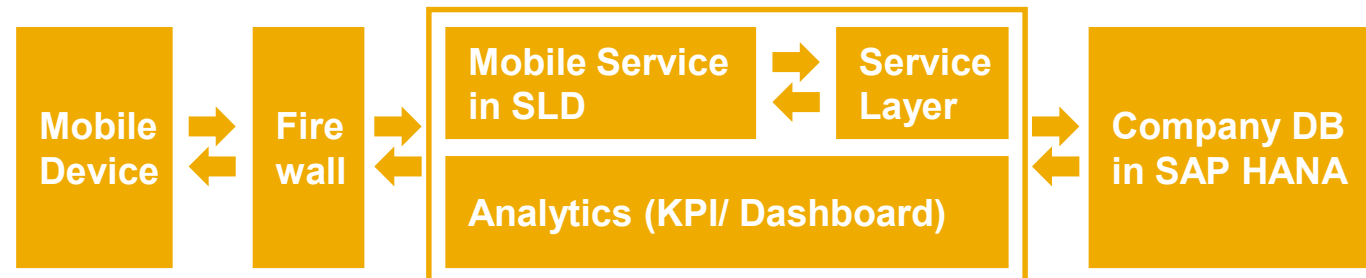 Mobile
Device
Fire
wall
Mobile Service
in SLD
Service
Layer
Analytics (KPI/ Dashboard)
Company DB
in SAP HANA